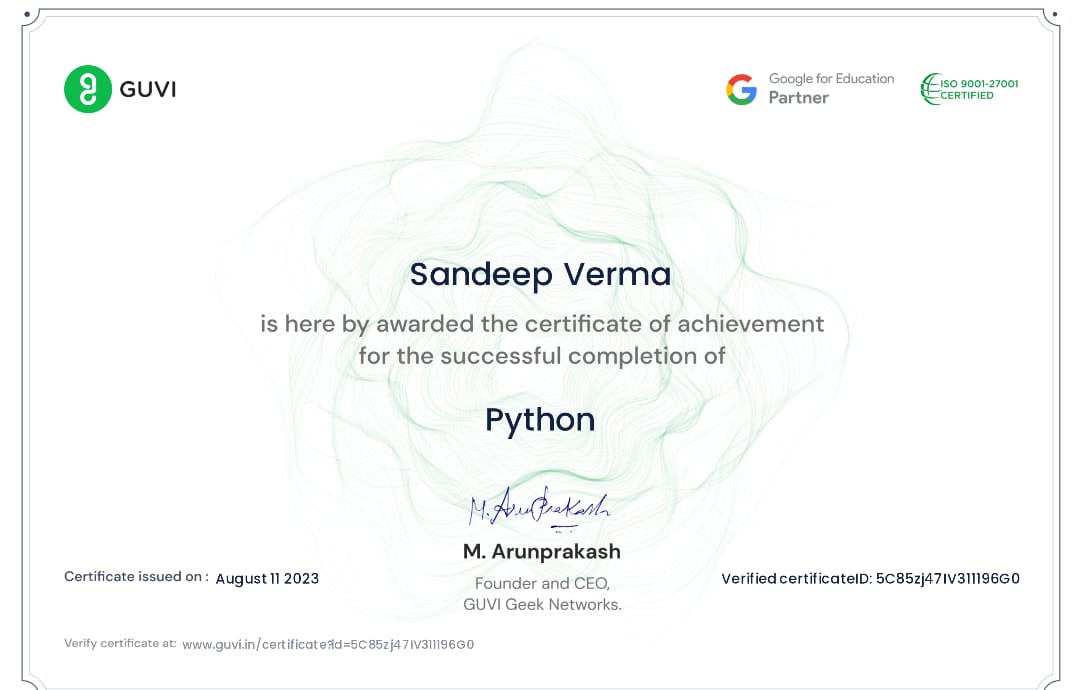 GUVI
Google for Education
Partner
ISO 9001-27001
CERTIFIED
Sandeep Verma
is here by awarded the certificate of achievement
for the successful completion of
Python
M. ArunPrakash
M. Arunprakash
Founder and CEO,
GUVI Geek Networks.
Certificate issued on : August 11 2023
Verified certificateID: 5C85zj47IV311196G0
Verify certificate at: www.guvi.in/certificate?id=5C85zj47IV311196G0